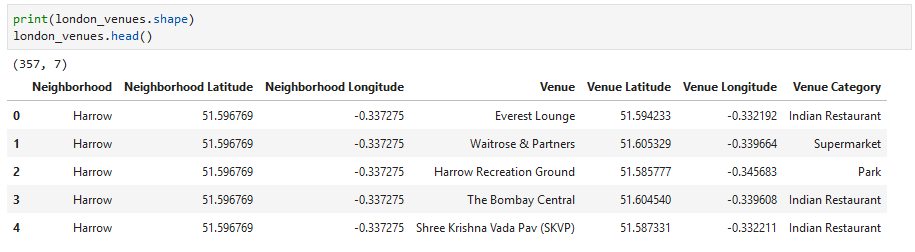 print(london_venues.shape)
london_venues.head()
(357, 7)
Neighborhood Neighborhood Latitude Neighborhood Longitude Venue Venue Latitude Venue Longitude Venue Category
0 Harrow 51.596769 -0.337275 Everest Lounge 51.594233 -0.332192 Indian Restaurant
1 Harrow 51.596769 -0.337275 Waitrose & Partners 51.605329 -0.339664 Supermarket
2 Harrow 51.596769 -0.337275 Harrow Recreation Ground 51.585777 -0.345683 Park
3 Harrow 51.596769 -0.337275 The Bombay Central 51.604540 -0.339608 Indian Restaurant
4 Harrow 51.596769 -0.337275 Shree Krishna Vada Pav (SKVP) 51.587331 -0.332211 Indian Restaurant